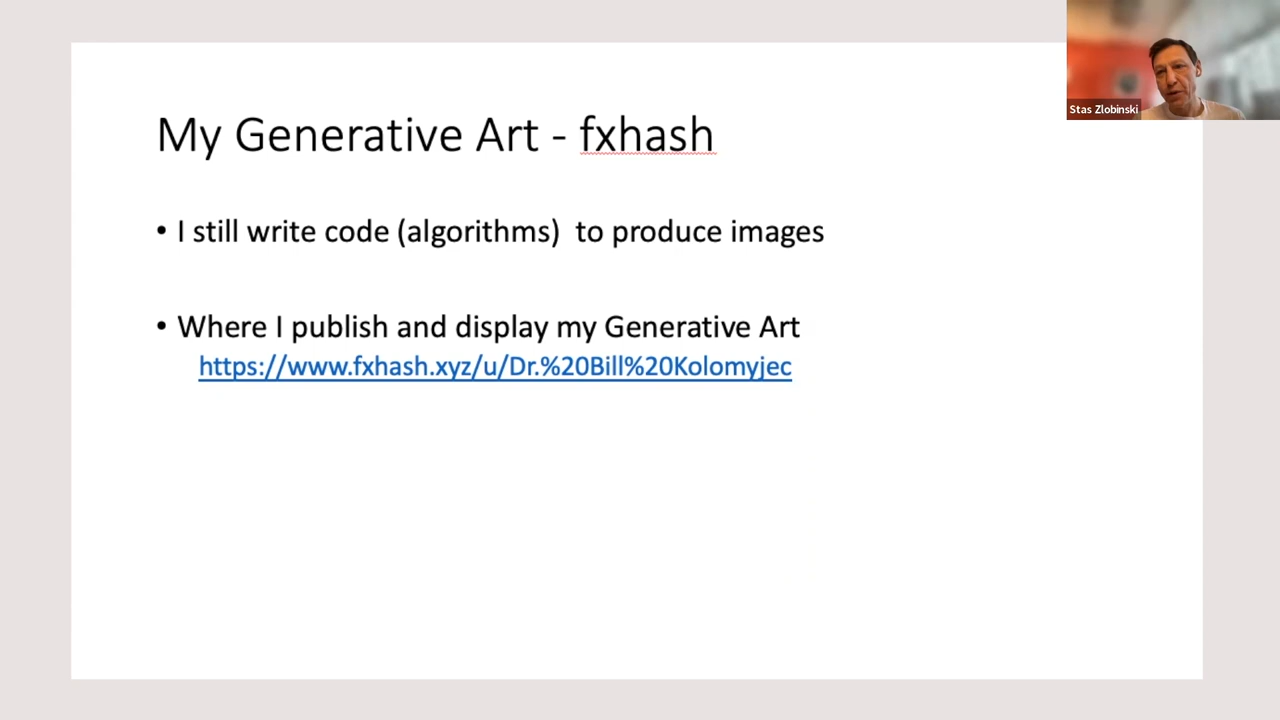 My Generative Art - fxhash
• I still write code (algorithms)  to produce images
• Where I publish and display my Generative Art
https://www.fxhash.xyz/u/Dr.%20Bill%20Kolomyjec
Stas Zlobinski